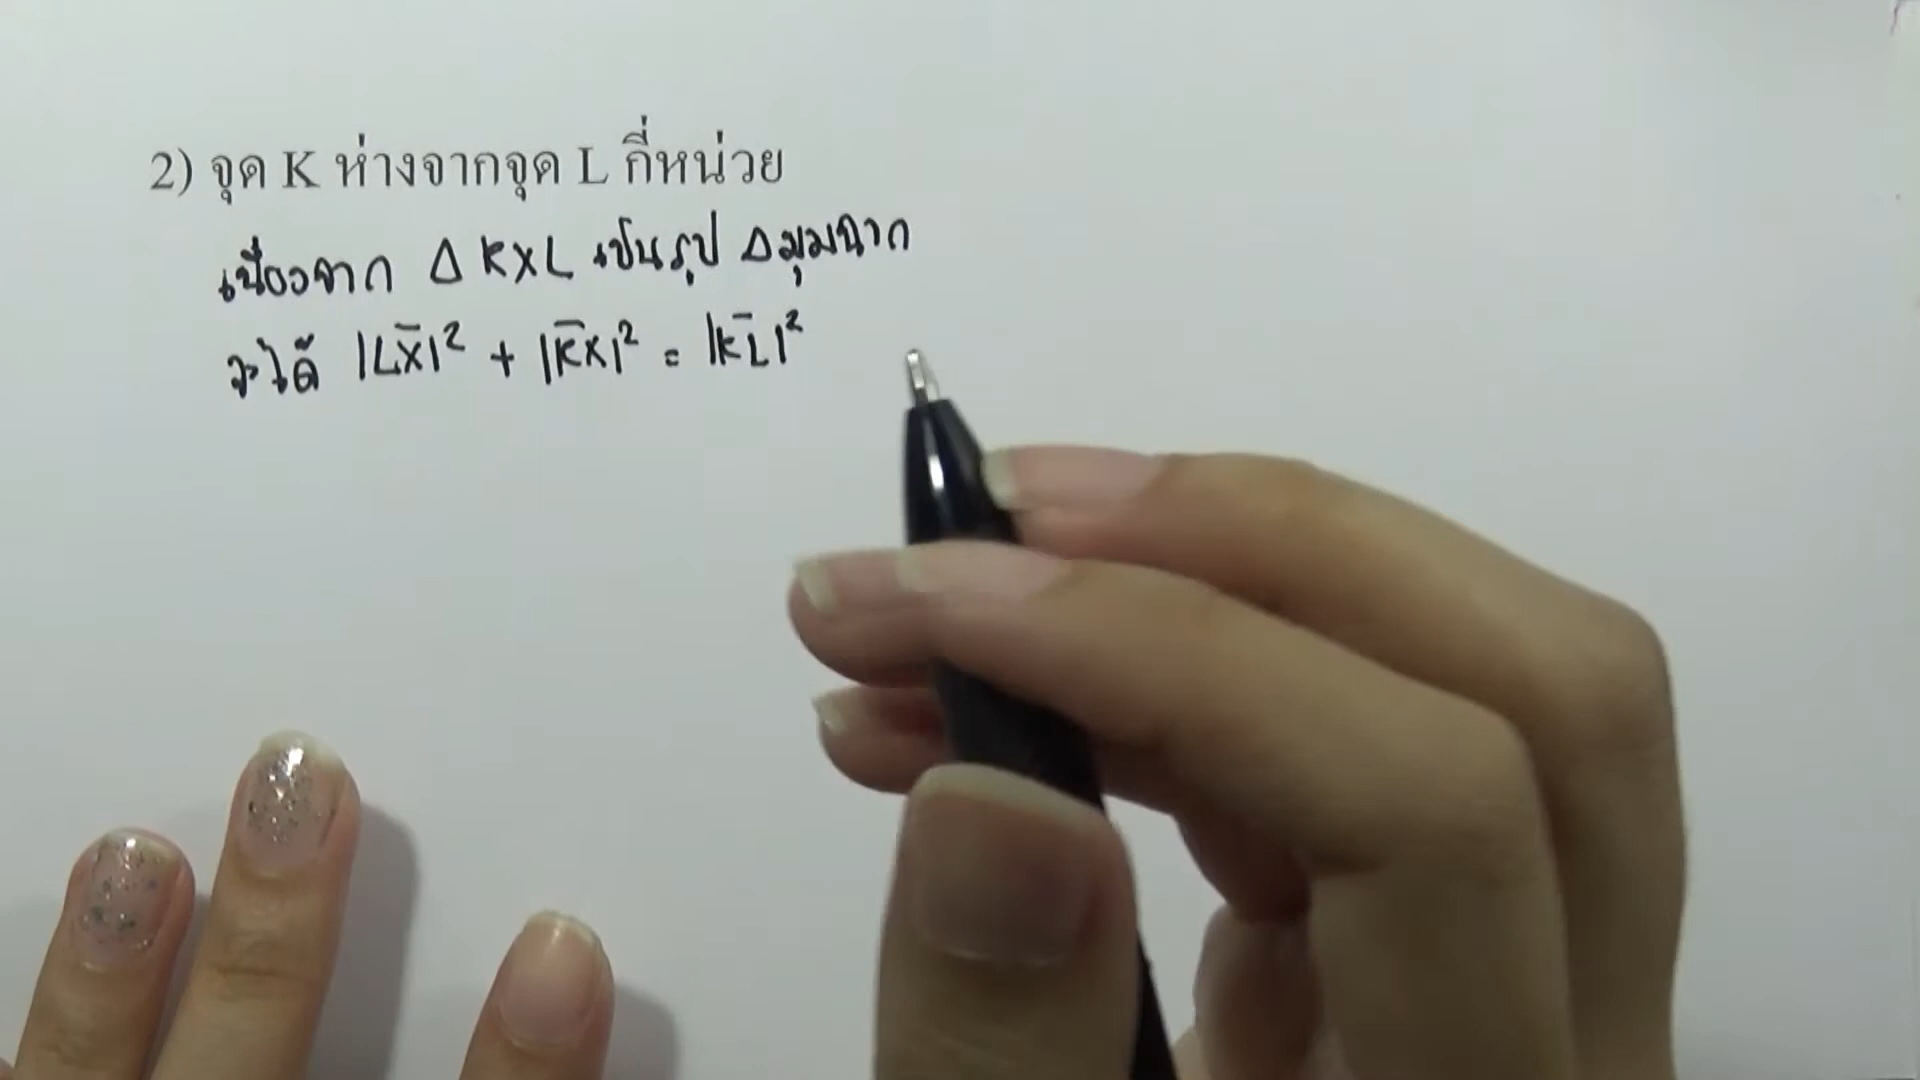 2) จุด K ห่างจากจุด L กี่หน่วย
เนื่องจาก Δ KXL เป็นรูป Δมุมฉาก
จะได้ |LX̅|² + |K̅X|² = |KL̅|²